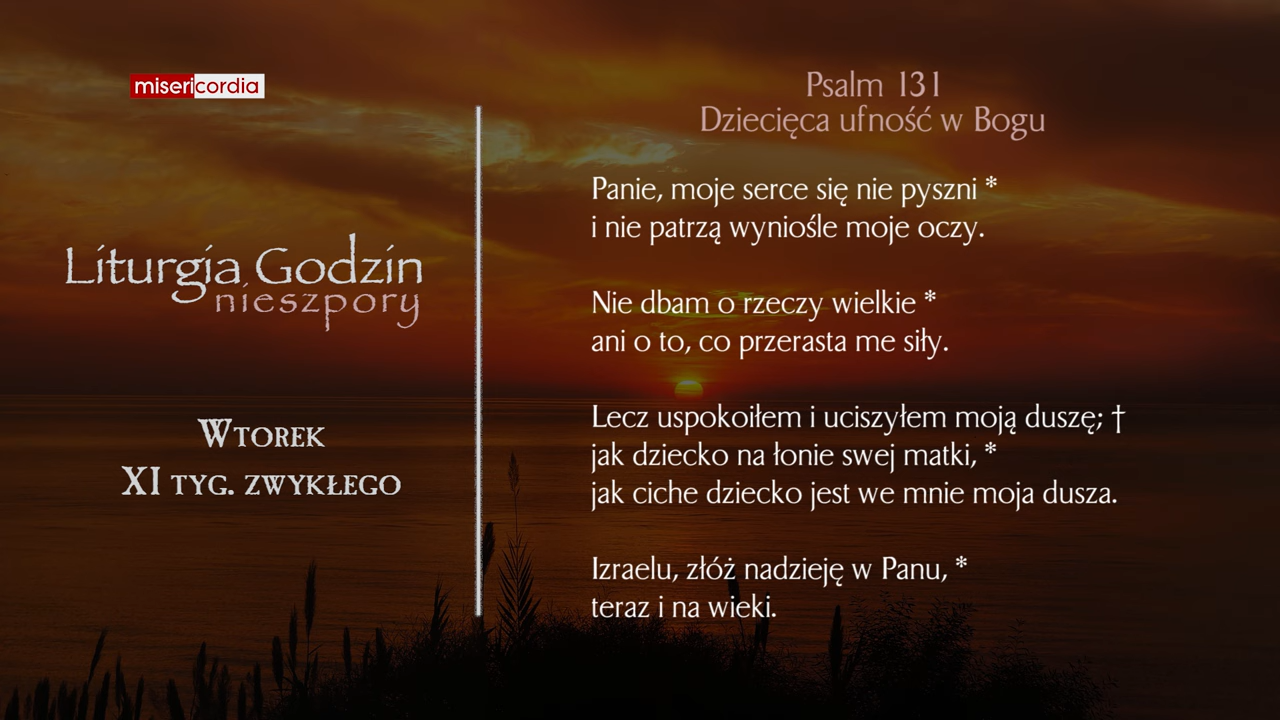 misericordia
Liturgia Godzin
nieszpory
Wtorek
XI tyg. zwykłego
Psalm 131
Dziecięca ufność w Bogu
Panie, moje serce się nie pyszni *
i nie patrzą wyniośle moje oczy.
Nie dbam o rzeczy wielkie *
ani o to, co przerasta me siły.
Lecz uspokoiłem i uciszyłem moją duszę; †
jak dziecko na łonie swej matki, *
jak ciche dziecko jest we mnie moja dusza.
Izraelu, złóż nadzieję w Panu, *
teraz i na wieki.